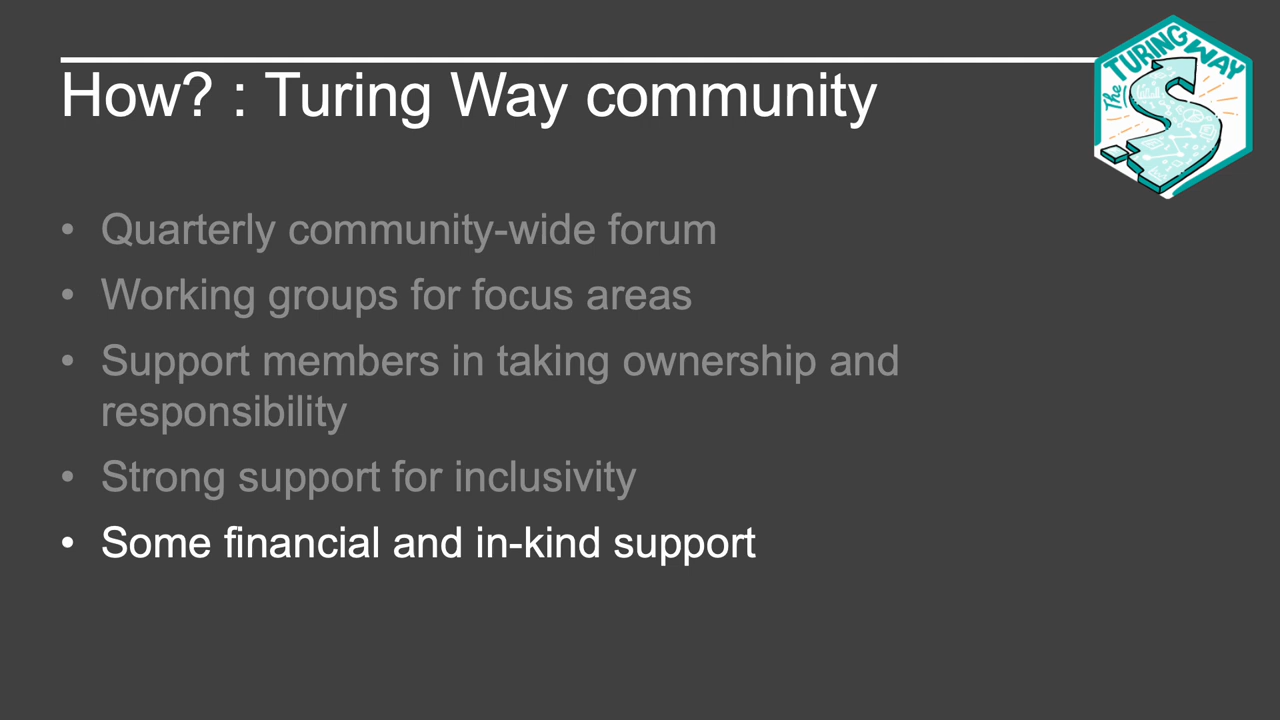 How? : Turing Way community
The TURING WAY
• Quarterly community-wide forum
• Working groups for focus areas
• Support members in taking ownership and
responsibility
• Strong support for inclusivity
• Some financial and in-kind support